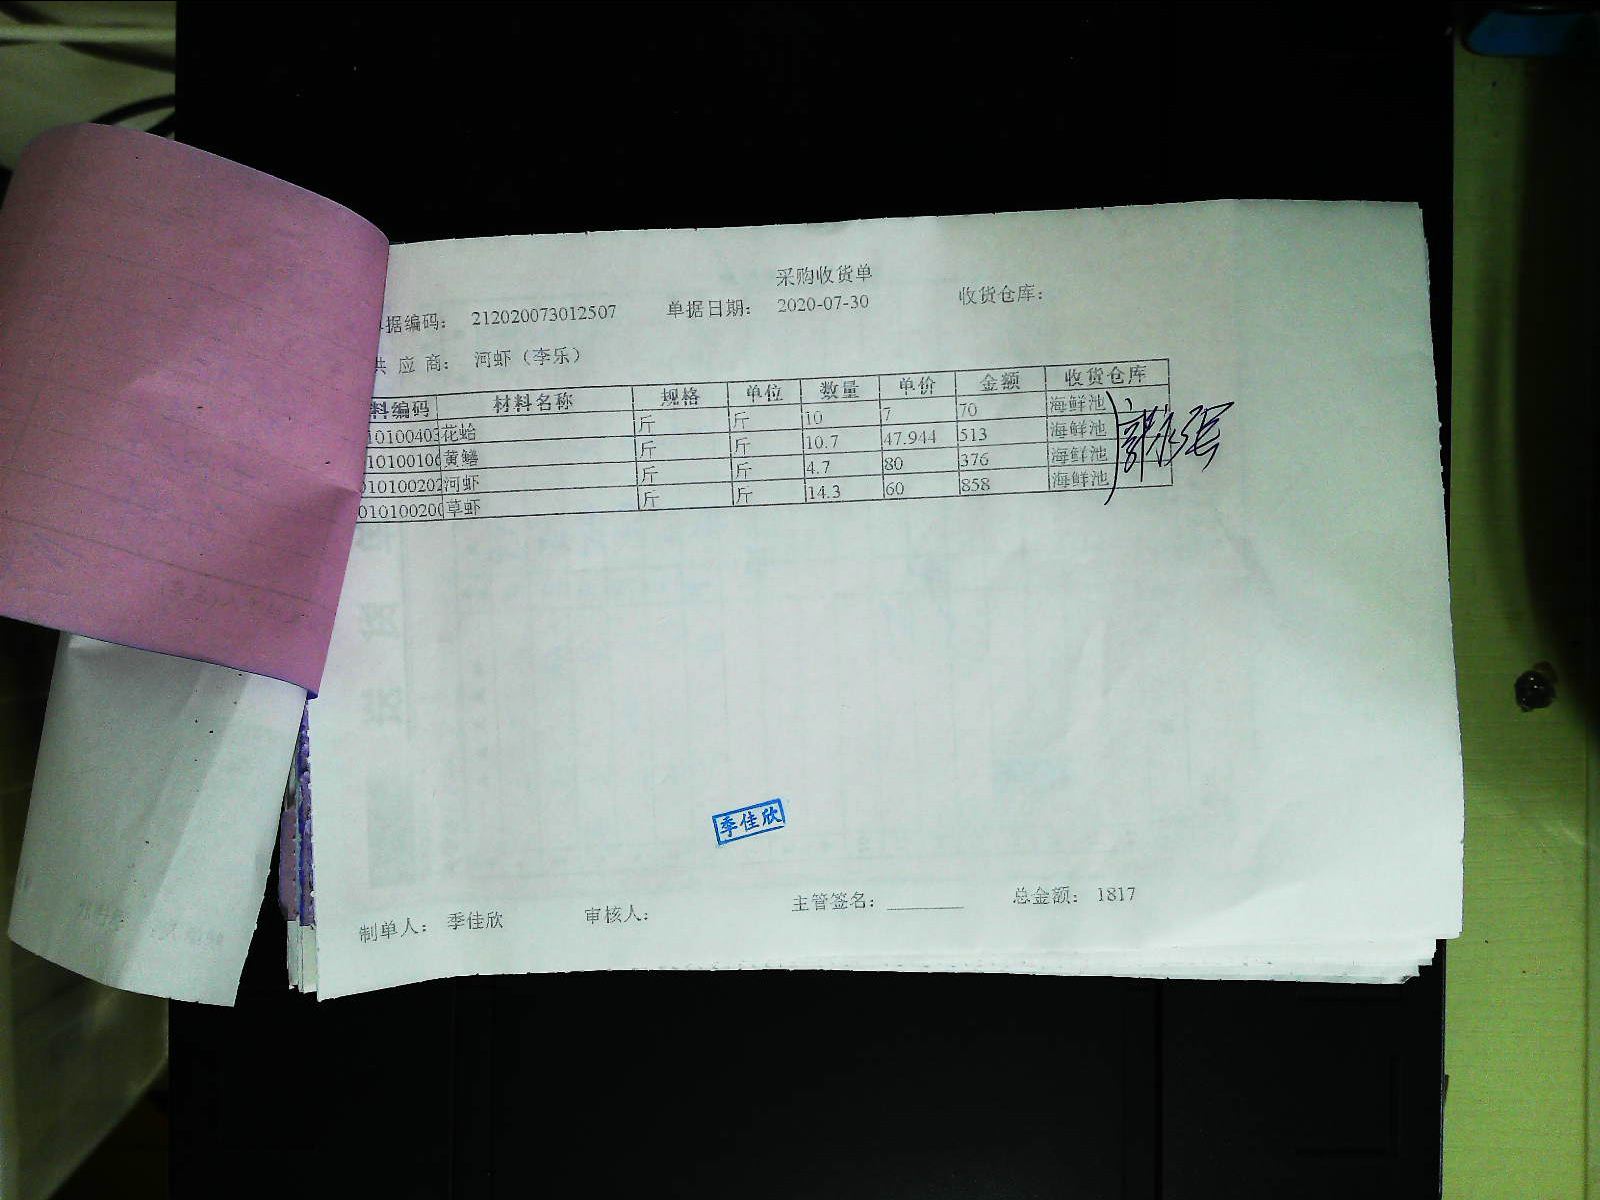 采购收货单
据编码： 212020073012507 单据日期： 2020-07-30 收货仓库：
供 应 商： 河虾（李乐）
料编码 材料名称 规格 单位 数量 单价 金额 收货仓库
10100403 花蛤 斤 斤 10 7 70 海鲜池
1010010 黄鳝 斤 斤 10.7 47.944 513 海鲜池
010100202 河虾 斤 斤 4.7 80 376 海鲜池
01010020 草虾 斤 斤 14.3 60 858 海鲜池
季佳欣
制单人： 季佳欣 审核人： 主管签名： 总金额： 1817